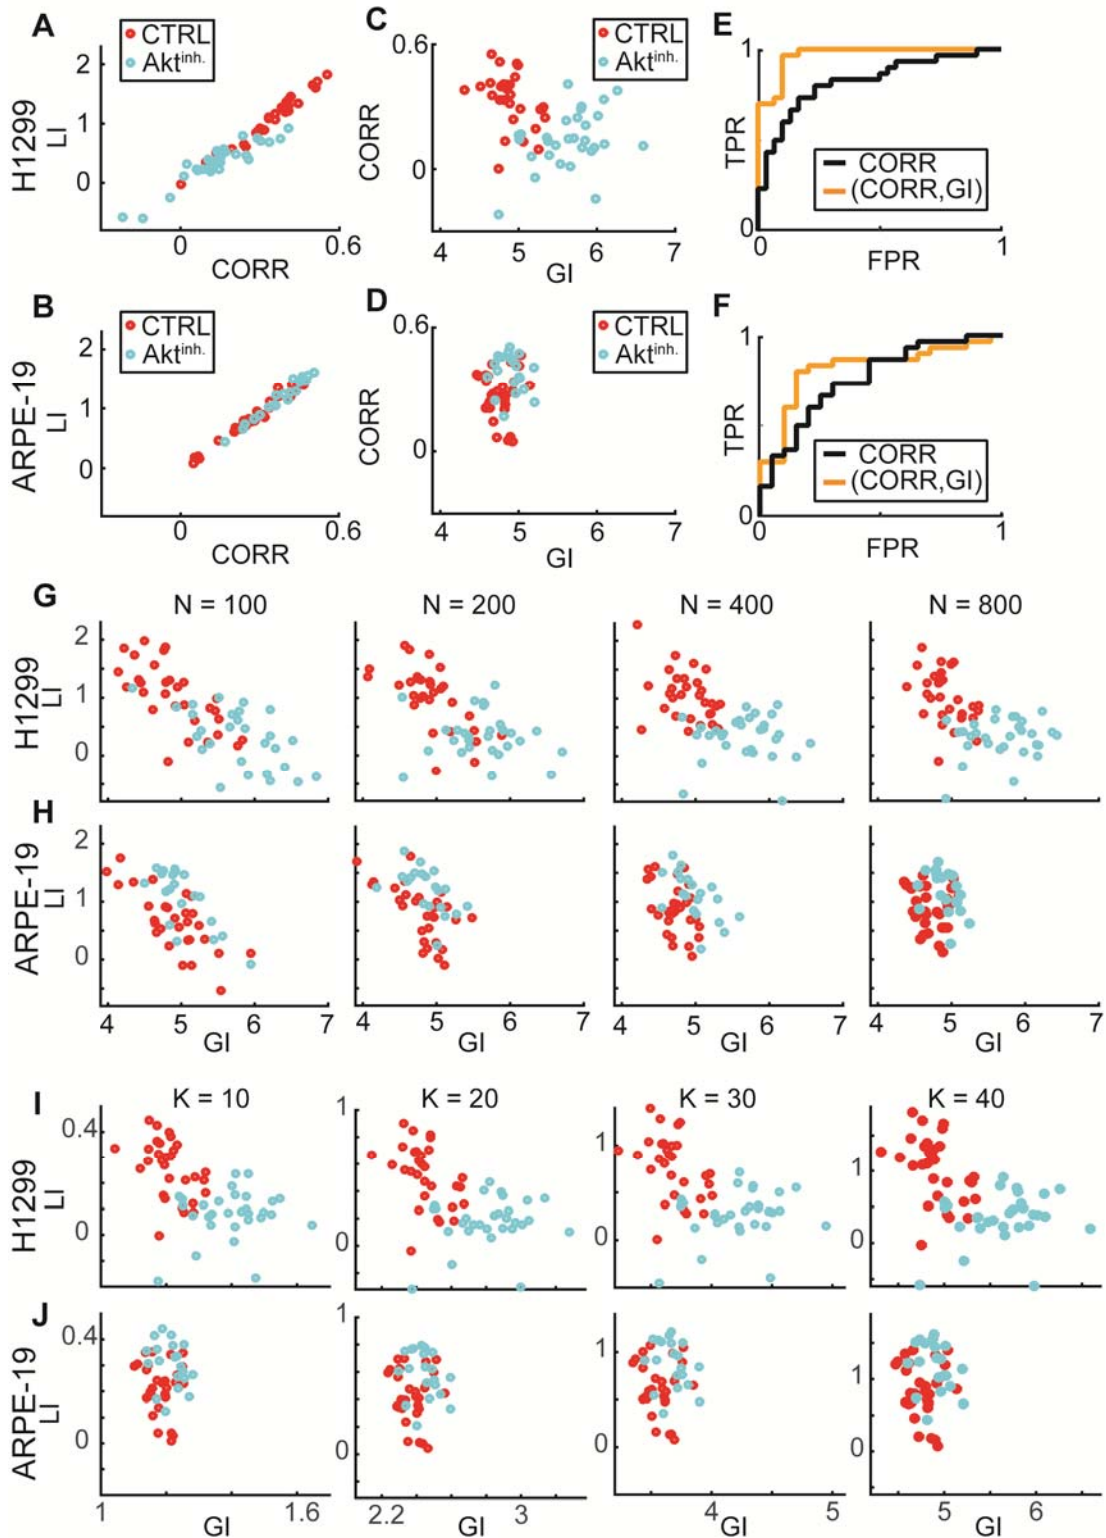 A
CTRL
Akt inh.
2
1
0
H1299
LI
0
0.6
CORR
C
CTRL
Akt inh.
0.6
0
CORR
4
5
6
7
GI
E
1
0
TPR
CORR
(CORR,GI)
0
1
FPR
B
CTRL
Akt inh.
2
1
0
ARPE-19
LI
0
0.6
CORR
D
CTRL
Akt inh.
0.6
0
CORR
4
5
6
7
GI
F
1
0
TPR
CORR
(CORR,GI)
0
1
FPR
G
N = 100
N = 200
N = 400
N = 800
H1299
LI
2
1
0
H
ARPE-19
LI
2
1
0
4
5
6
7
GI
4
5
6
7
GI
4
5
6
7
GI
4
5
6
7
GI
I
K = 10
K = 20
K = 30
K = 40
H1299
LI
0.4
0
1
0
1
0
1
0
J
ARPE-19
LI
0.4
0
1
0
1
0
1
0
1
1.6
GI
2.2
3
GI
4
5
GI
5
6
GI